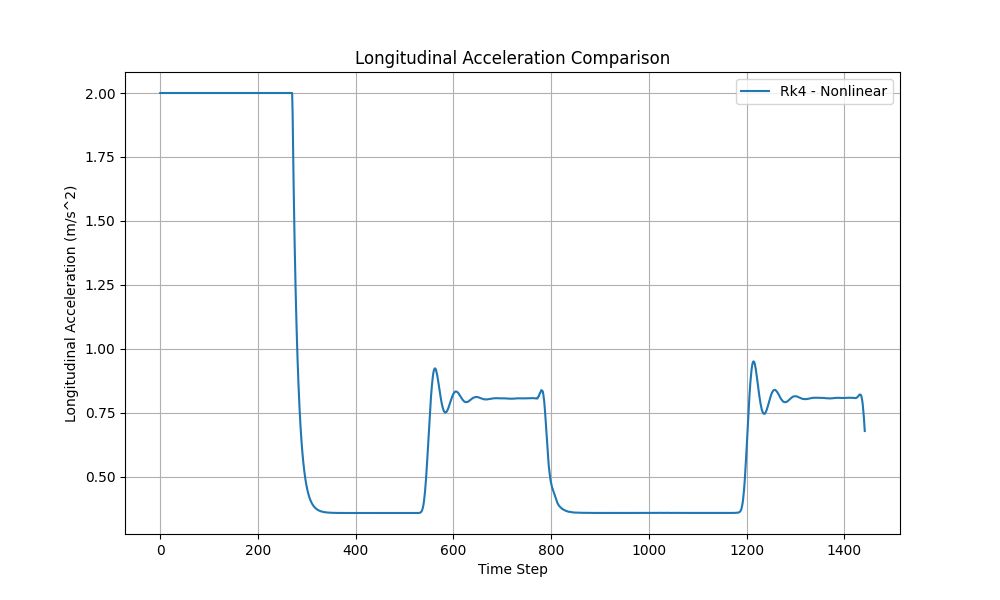 Longitudinal Acceleration Comparison
Rk4 - Nonlinear
Longitudinal Acceleration (m/s^2)
2.00
1.75
1.50
1.25
1.00
0.75
0.50
0 200 400 600 800 1000 1200 1400
Time Step